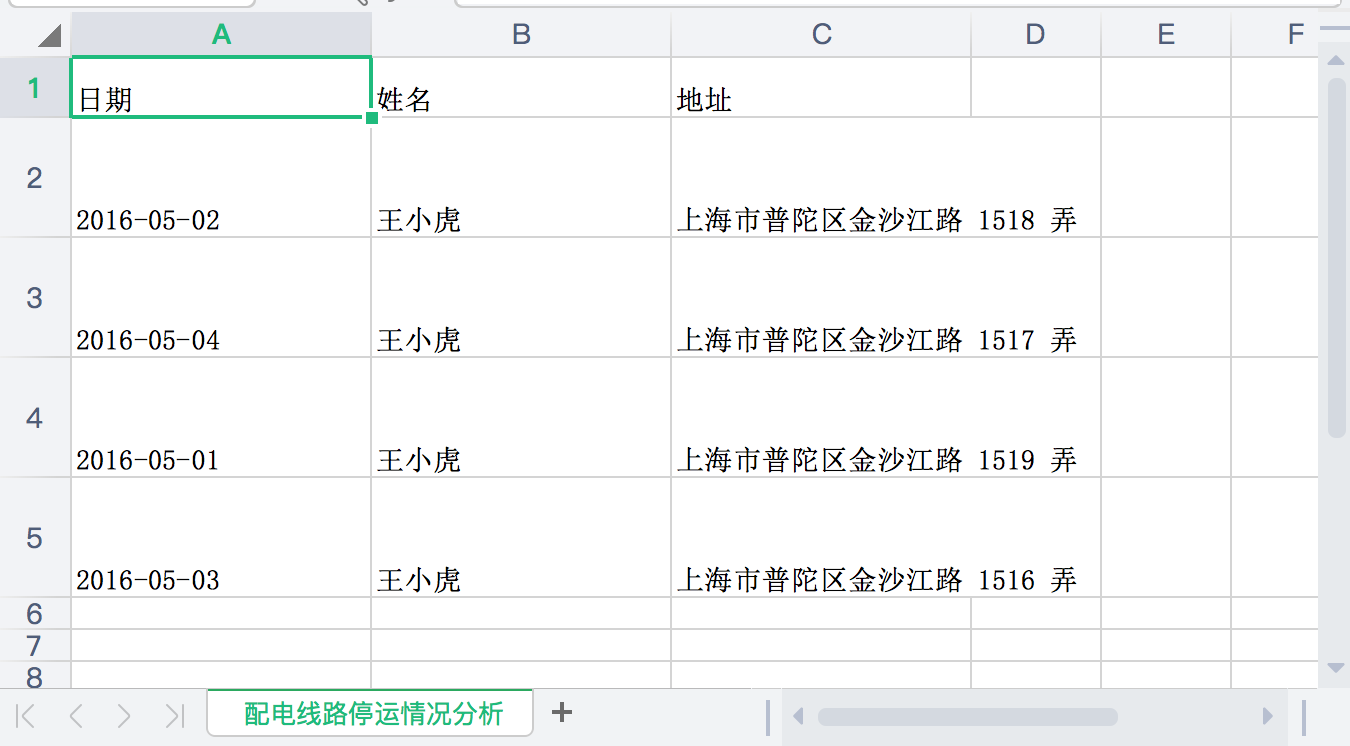 A B C D E F
1 日期 姓名 地址
2 2016-05-02 王小虎 上海市普陀区金沙江路 1518 弄
3 2016-05-04 王小虎 上海市普陀区金沙江路 1517 弄
4 2016-05-01 王小虎 上海市普陀区金沙江路 1519 弄
5 2016-05-03 王小虎 上海市普陀区金沙江路 1516 弄
6
7
8
配电线路停运情况分析